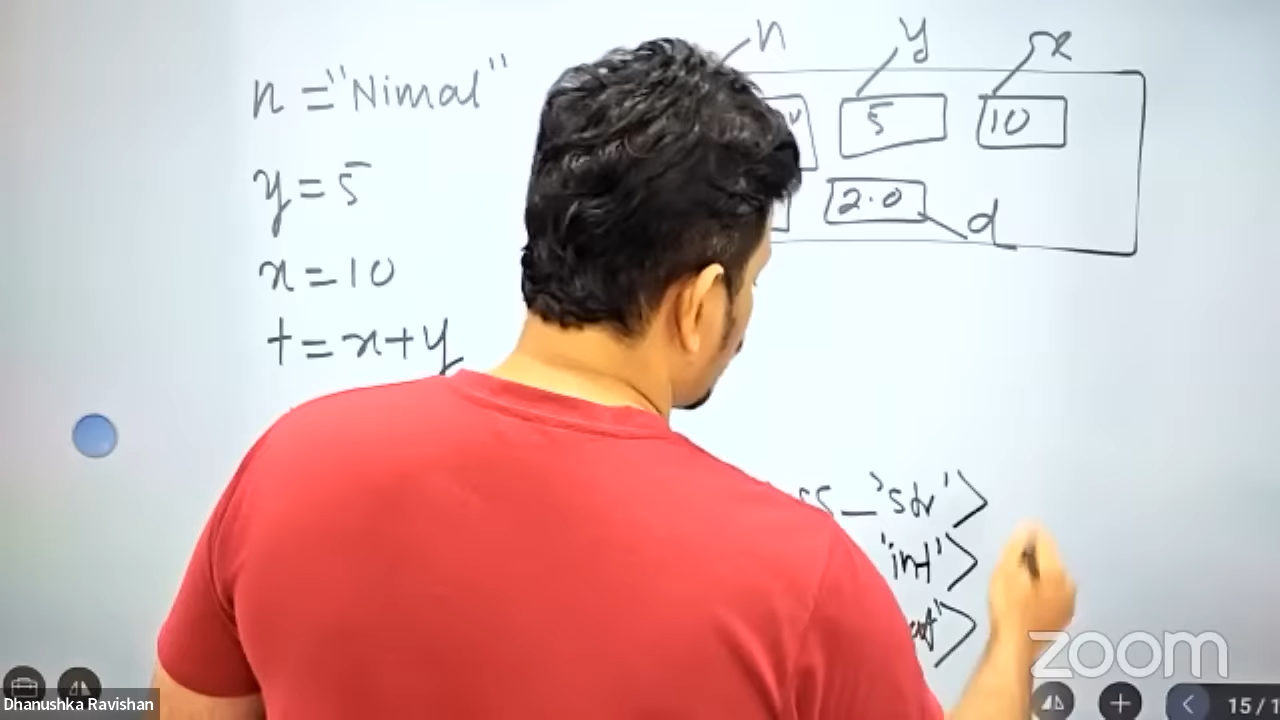 n y x
n = "Nimal"
5 10
y = 5
2.0 d
x = 10
t = x + y
'str'>
'int'>
zoom
Dhanushka Ravishan